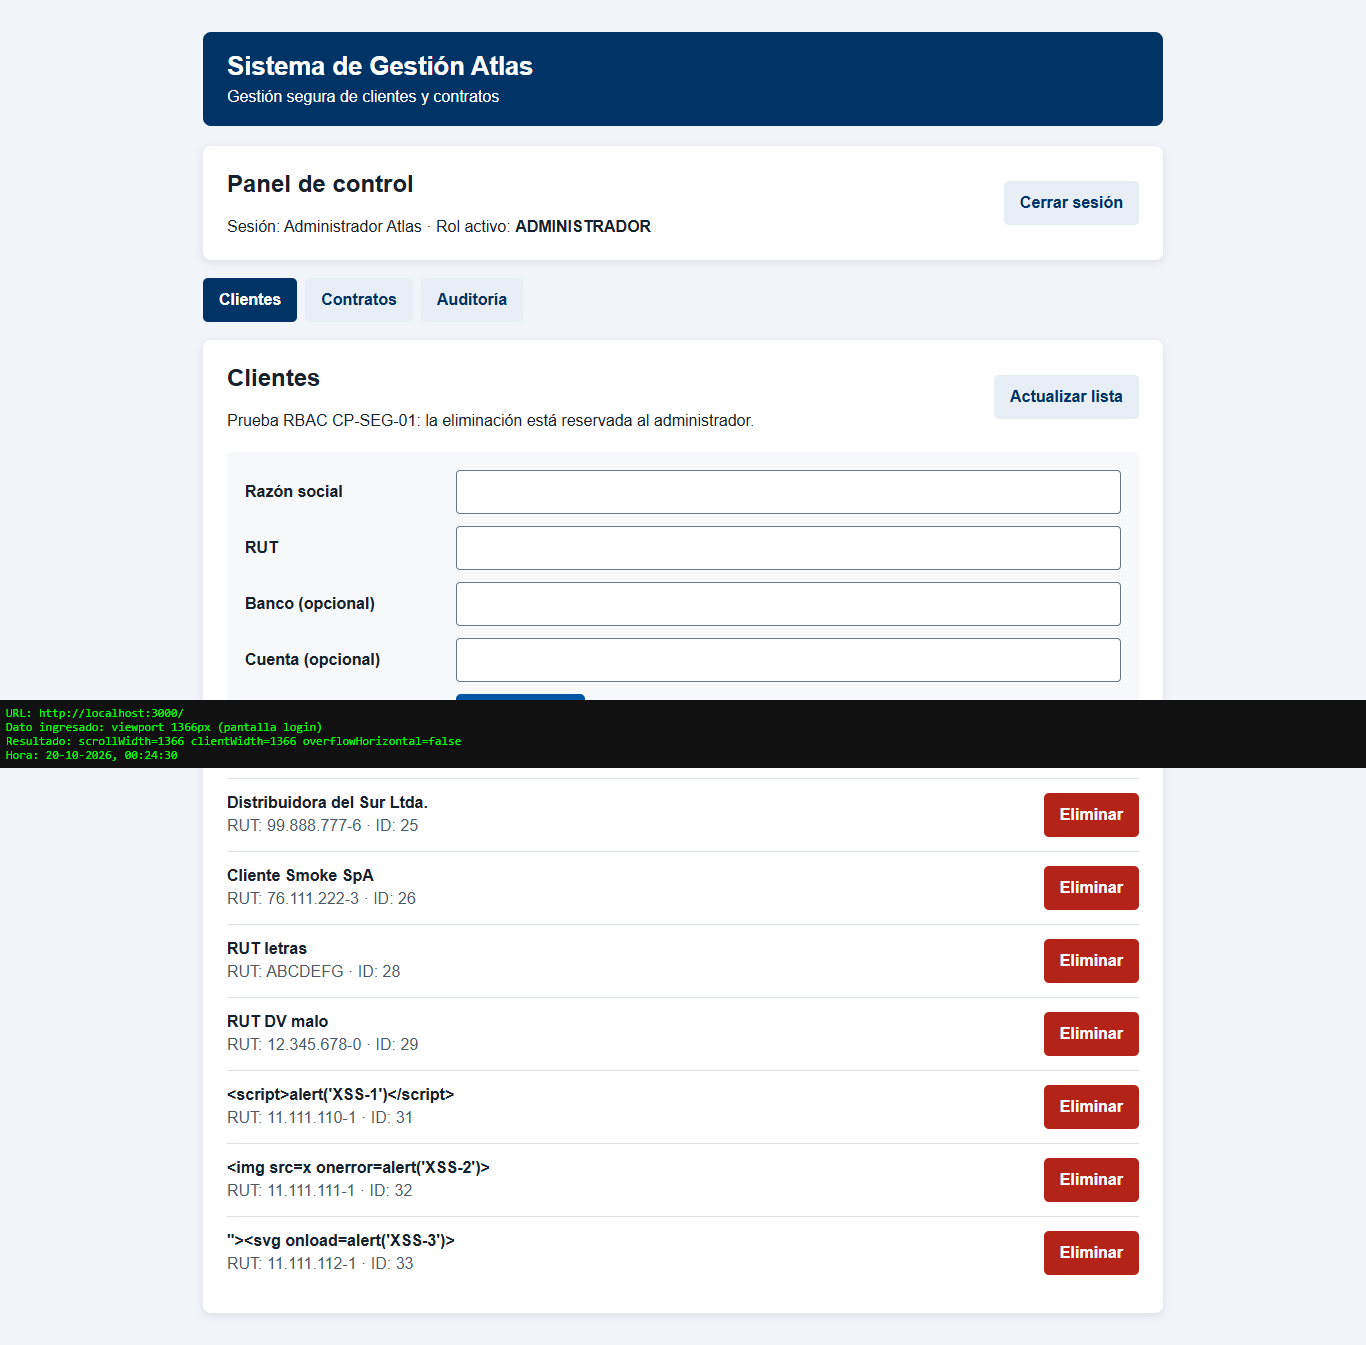 Sistema de Gestión Atlas
Gestión segura de clientes y contratos
Panel de control
Sesión: Administrador Atlas · Rol activo: ADMINISTRADOR
Cerrar sesión
Clientes
Contratos
Auditoría
Clientes
Prueba RBAC CP-SEG-01: la eliminación está reservada al administrador.
Actualizar lista
Razón social
RUT
Banco (opcional)
Cuenta (opcional)
URL: http://localhost:3000/
Dato ingresado: viewport 1366px (pantalla login)
Resultado: scrollWidth=1366 clientWidth=1366 overflowHorizontal=false
Hora: 20-10-2026, 00:24:30
Distribuidora del Sur Ltda.
RUT: 99.888.777-6 · ID: 25
Eliminar
Cliente Smoke SpA
RUT: 76.111.222-3 · ID: 26
Eliminar
RUT letras
RUT: ABCDEFG · ID: 28
Eliminar
RUT DV malo
RUT: 12.345.678-0 · ID: 29
Eliminar
<script>alert('XSS-1')</script>
RUT: 11.111.110-1 · ID: 31
Eliminar
<img src=x onerror=alert('XSS-2')>
RUT: 11.111.111-1 · ID: 32
Eliminar
"><svg onload=alert('XSS-3')>
RUT: 11.111.112-1 · ID: 33
Eliminar